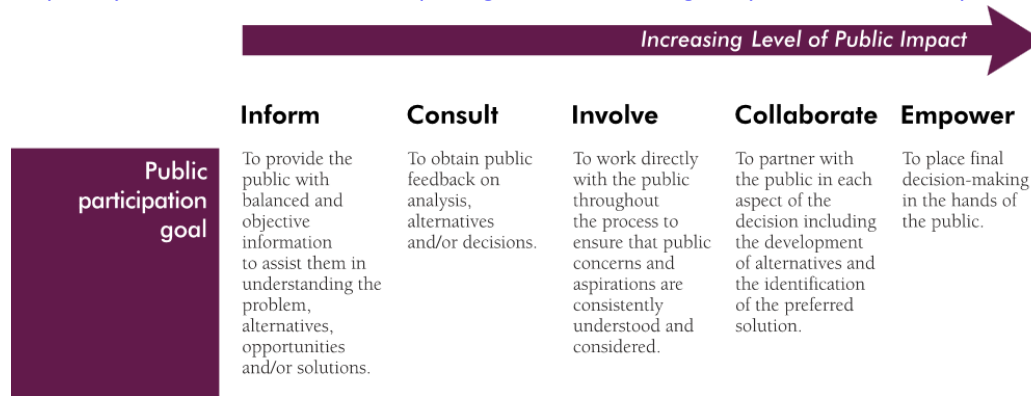 Increasing Level of Public Impact
Inform
Consult
Involve
Collaborate
Empower
Public
participation
goal
To provide the
public with
balanced and
objective
information
to assist them in
understanding the
problem,
alternatives,
opportunities
and/or solutions.
To obtain public
feedback on
analysis,
alternatives
and/or decisions.
To work directly
with the public
throughout
the process to
ensure that public
concerns and
aspirations are
consistently
understood and
considered.
To partner with
the public in each
aspect of the
decision including
the development
of alternatives and
the identification
of the preferred
solution.
To place final
decision-making
in the hands of
the public.